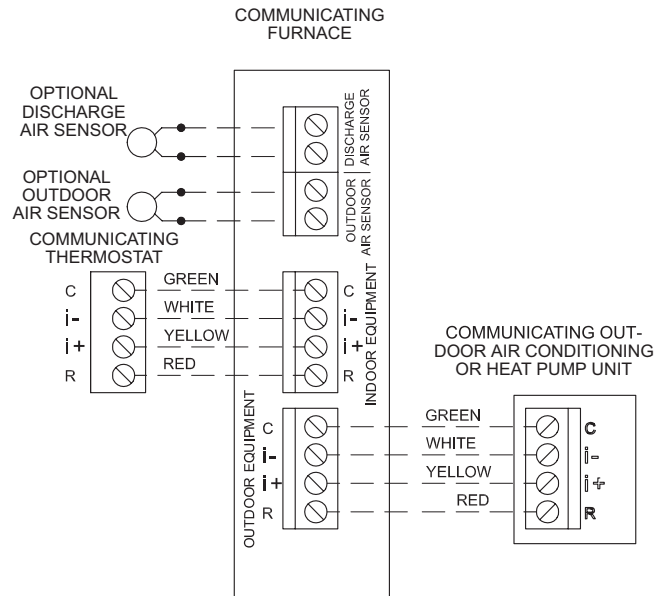 COMMUNICATING
FURNACE
OPTIONAL
DISCHARGE
AIR SENSOR
DISCHARGE
AIR SENSOR
OPTIONAL
OUTDOOR
AIR SENSOR
OUTDOOR
AIR SENSOR
COMMUNICATING
THERMOSTAT
C
GREEN
C
i-
WHITE
i-
i+
YELLOW
i+
R
RED
R
INDOOR EQUIPMENT
COMMUNICATING OUT-
DOOR AIR CONDITIONING
OR HEAT PUMP UNIT
OUTDOOR EQUIPMENT
C
GREEN
C
i-
WHITE
i-
i+
YELLOW
i+
R
RED
R